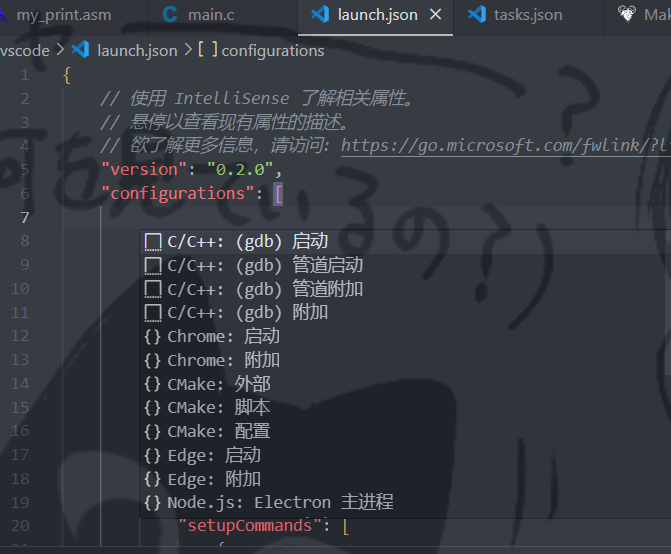 my_print.asm
main.c
launch.json
tasks.json
vscode > launch.json > [ ] configurations
1 {
2 // 使用 IntelliSense 了解相关属性。
3 // 悬停以查看现有属性的描述。
4 // 欲了解更多信息，请访问: https://go.microsoft.com/fwlink/?l
5 "version": "0.2.0",
6 "configurations": [
7
8 C/C++: (gdb) 启动
9 C/C++: (gdb) 管道启动
10 C/C++: (gdb) 管道附加
11 C/C++: (gdb) 附加
12 {} Chrome: 启动
13 {} Chrome: 附加
14 {} CMake: 外部
15 {} CMake: 脚本
16 {} CMake: 配置
17 {} Edge: 启动
18 {} Edge: 附加
19 {} Node.js: Electron 主进程
20 "setupCommands": [